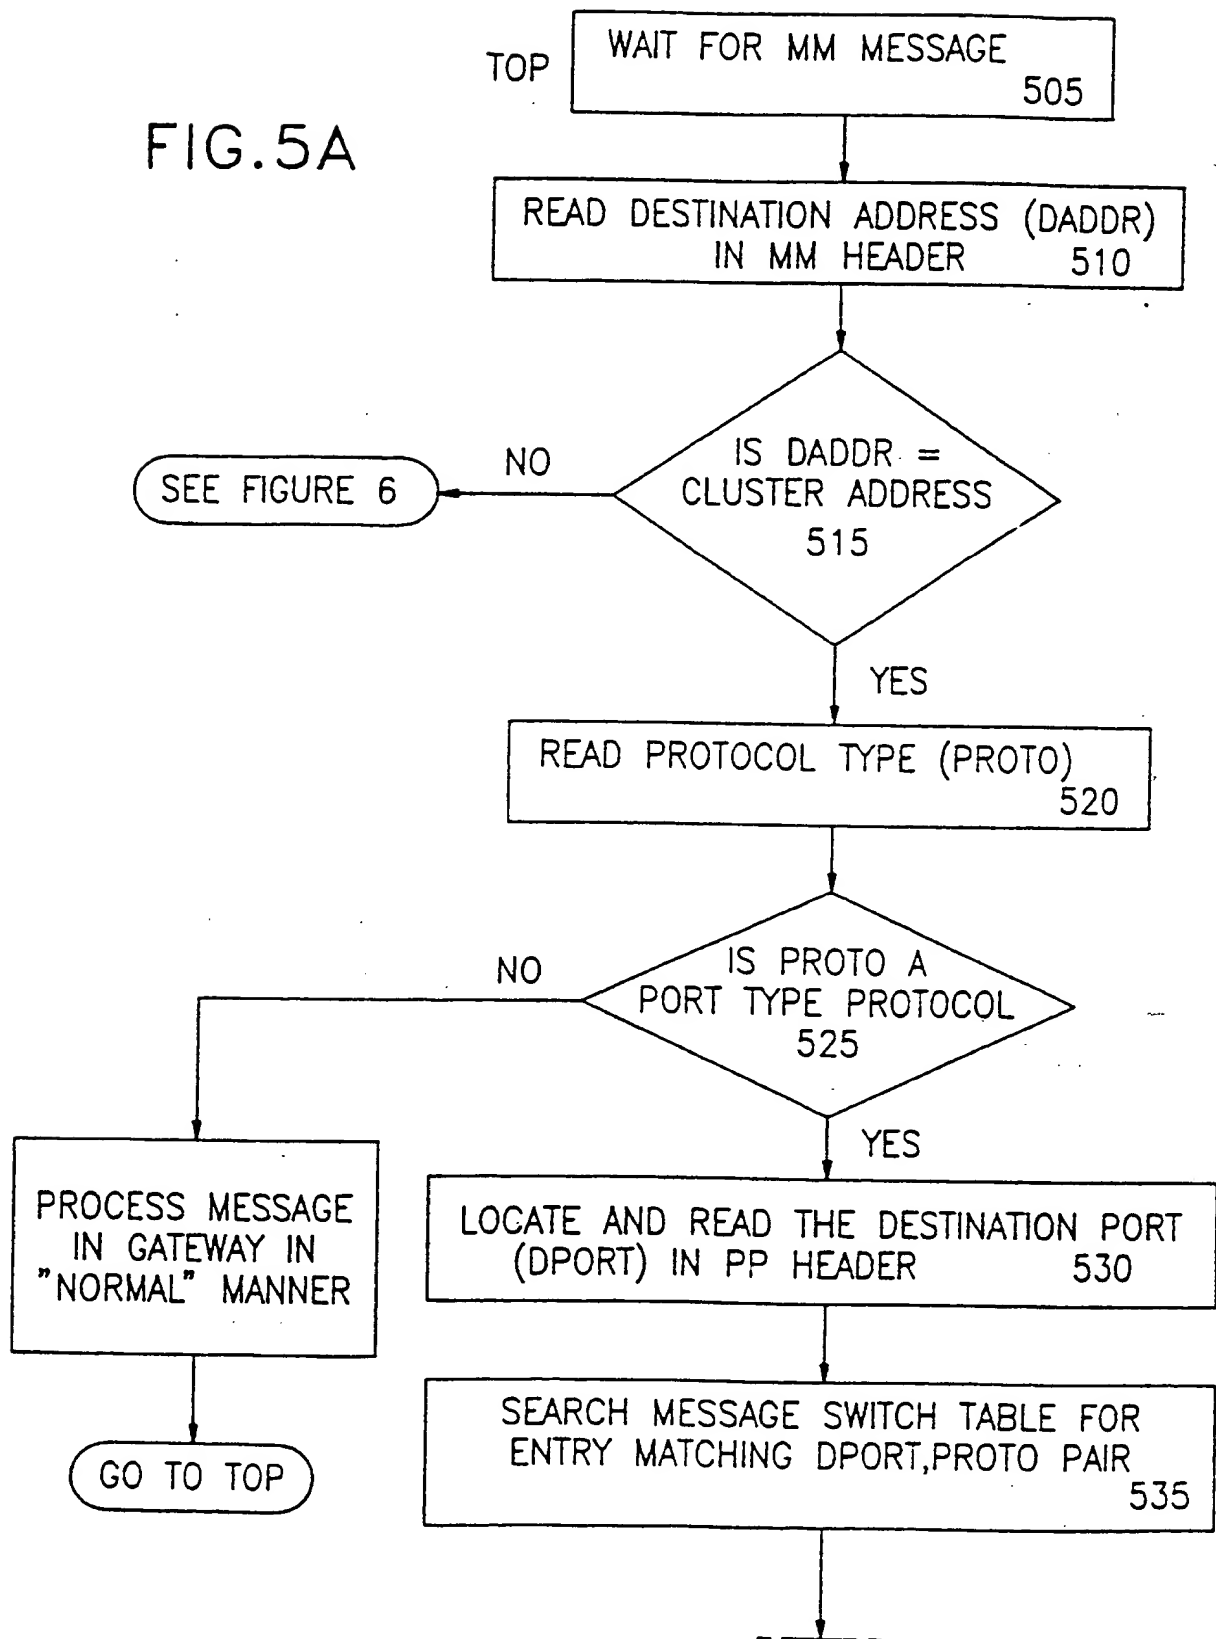 TOP
WAIT FOR MM MESSAGE
505
FIG.5A
READ DESTINATION ADDRESS (DADDR)
IN MM HEADER 510
IS DADDR =
CLUSTER ADDRESS
515
NO
SEE FIGURE 6
YES
READ PROTOCOL TYPE (PROTO)
520
IS PROTO A
PORT TYPE PROTOCOL
525
NO
YES
PROCESS MESSAGE
IN GATEWAY IN
"NORMAL" MANNER
GO TO TOP
LOCATE AND READ THE DESTINATION PORT
(DPORT) IN PP HEADER 530
SEARCH MESSAGE SWITCH TABLE FOR
ENTRY MATCHING DPORT,PROTO PAIR
535